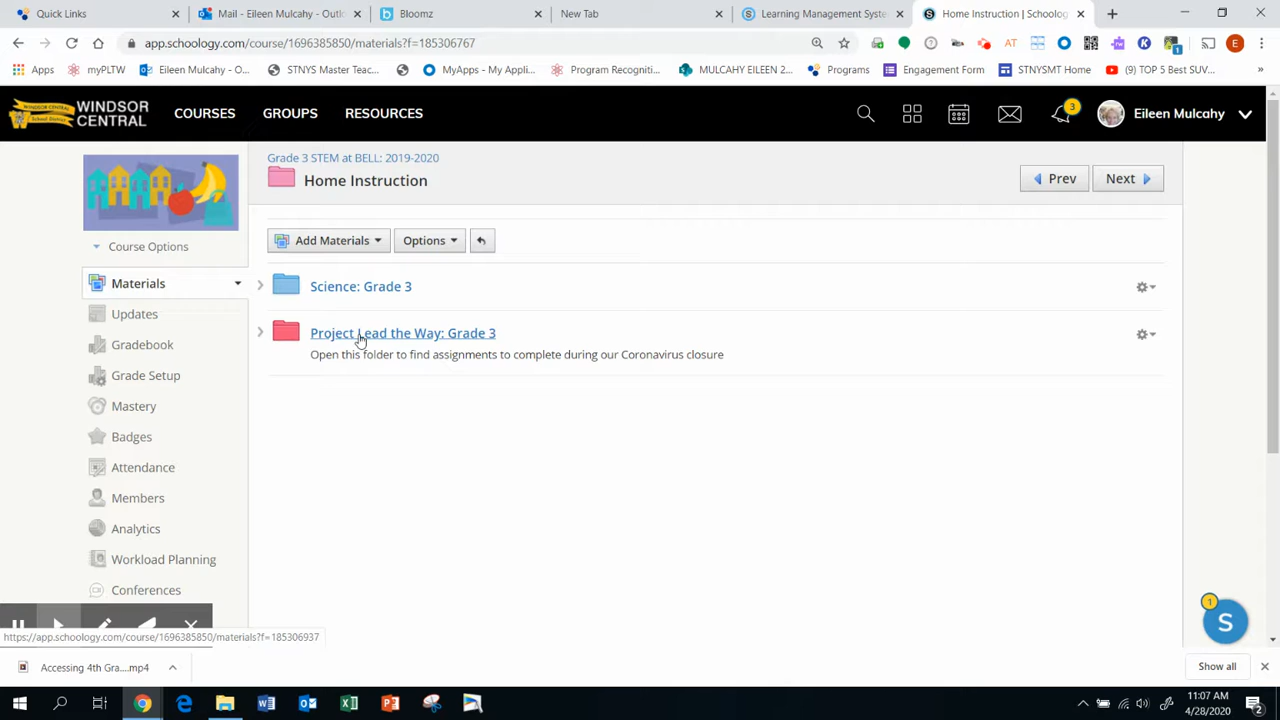 Quick Links
Mail - Eileen Mulcahy - Outlo
Bloomz
New Tab
Learning Management Syste
Home Instruction | Schoolog
app.schoology.com/course/1696385850/materials?f=185306767
Apps
myPLTW
Eileen Mulcahy - O...
STNYS Master Teac...
MyApps - My Appli...
Program Recogniti...
MULCAHY EILEEN 2...
Programs
Engagement Form
STNYSMT Home
(9) TOP 5 Best SUV...
WINDSOR CENTRAL
School District
COURSES
GROUPS
RESOURCES
3
Eileen Mulcahy
Grade 3 STEM at BELL: 2019-2020
Home Instruction
Prev
Next
Course Options
Add Materials
Options
Materials
Updates
Gradebook
Grade Setup
Mastery
Badges
Attendance
Members
Analytics
Workload Planning
Conferences
Science: Grade 3
Project Lead the Way: Grade 3
Open this folder to find assignments to complete during our Coronavirus closure
1
S
https://app.schoology.com/course/1696385850/materials?f=185306937
Accessing 4th Gra....mp4
Show all
11:07 AM
4/28/2020
2